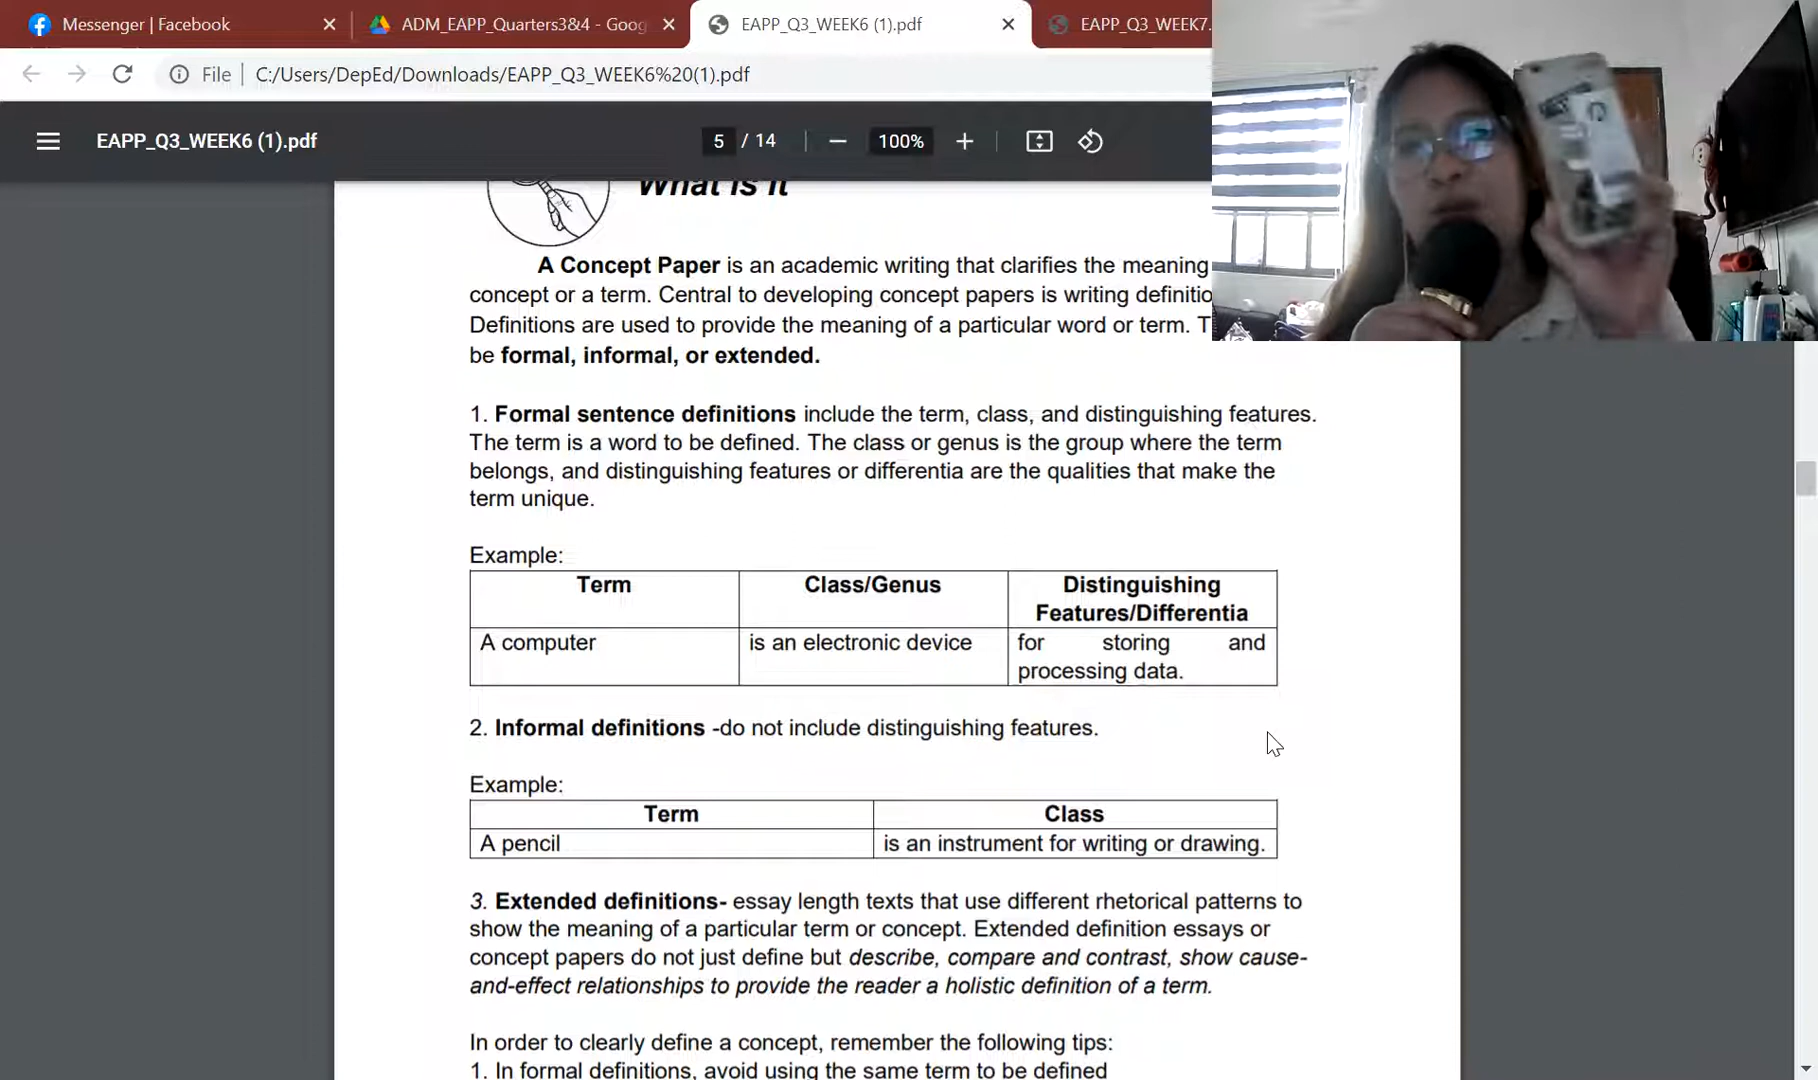 Messenger | Facebook
ADM_EAPP_Quarters3&4 - Goog
EAPP_Q3_WEEK6 (1).pdf
EAPP_Q3_WEEK7.
File
C:/Users/DepEd/Downloads/EAPP_Q3_WEEK6%20(1).pdf
EAPP_Q3_WEEK6 (1).pdf
5 / 14
100%
What is it
A Concept Paper is an academic writing that clarifies the meaning
concept or a term. Central to developing concept papers is writing
Definitions are used to provide the meaning of a particular word or term.
be formal, informal, or extended.
1. Formal sentence definitions include the term, class, and distinguishing features.
The term is a word to be defined. The class or genus is the group where the term
belongs, and distinguishing features or differentia are the qualities that make the
term unique.
Example:
Term
Class/Genus
Distinguishing
Features/Differentia
A computer
is an electronic device
for storing and
processing data.
2. Informal definitions -do not include distinguishing features.
Example:
Term
Class
A pencil
is an instrument for writing or drawing.
3. Extended definitions- essay length texts that use different rhetorical patterns to
show the meaning of a particular term or concept. Extended definition essays or
concept papers do not just define but describe, compare and contrast, show cause-
and-effect relationships to provide the reader a holistic definition of a term.
In order to clearly define a concept, remember the following tips:
1. In formal definitions, avoid using the same term to be defined